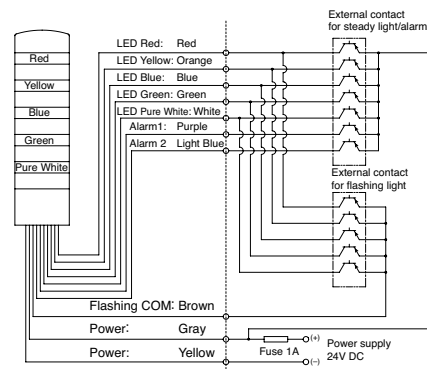 External contact
for steady light/alarm
LED Red: Red
LED Yellow: Orange
LED Blue: Blue
LED Green: Green
LED Pure White: White
Alarm1: Purple
Alarm 2 Light Blue
Red
Yellow
Blue
Green
Pure White
External contact
for flashing light
Flashing COM: Brown
Power: Gray
Power: Yellow
Fuse 1A
(+)
(−)
Power supply
24V DC